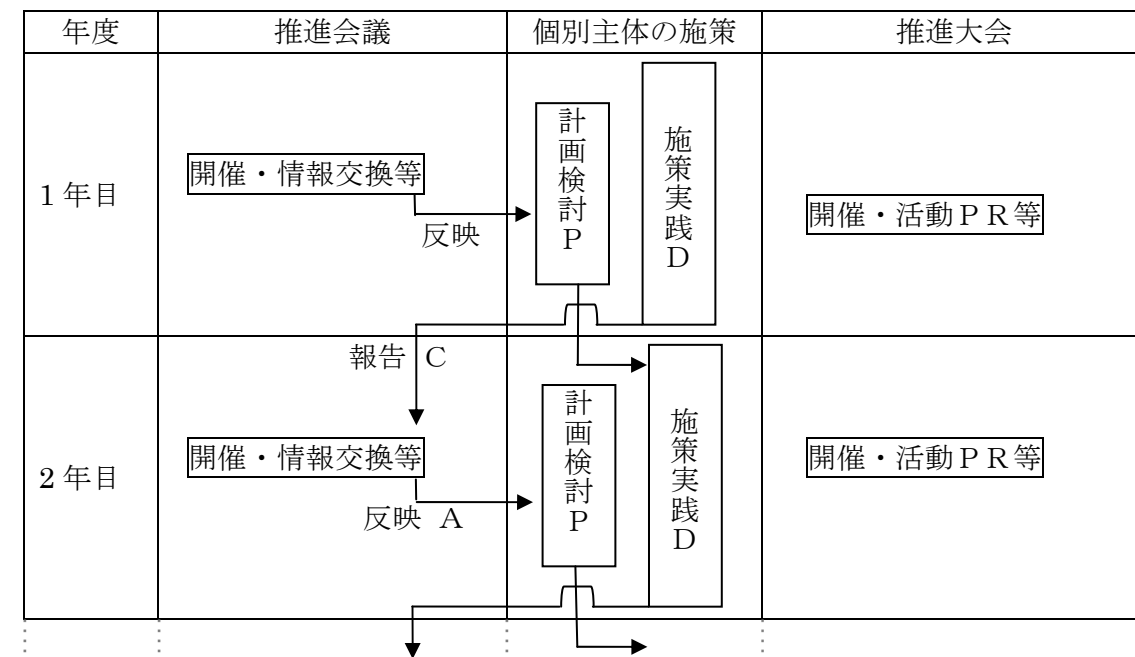 年度 推進会議 個別主体の施策 推進大会
1年目
開催・情報交換等
反映
計画検討P
施策実践D
開催・活動PR等
報告 C
2年目
開催・情報交換等
反映 A
計画検討P
施策実践D
開催・活動PR等